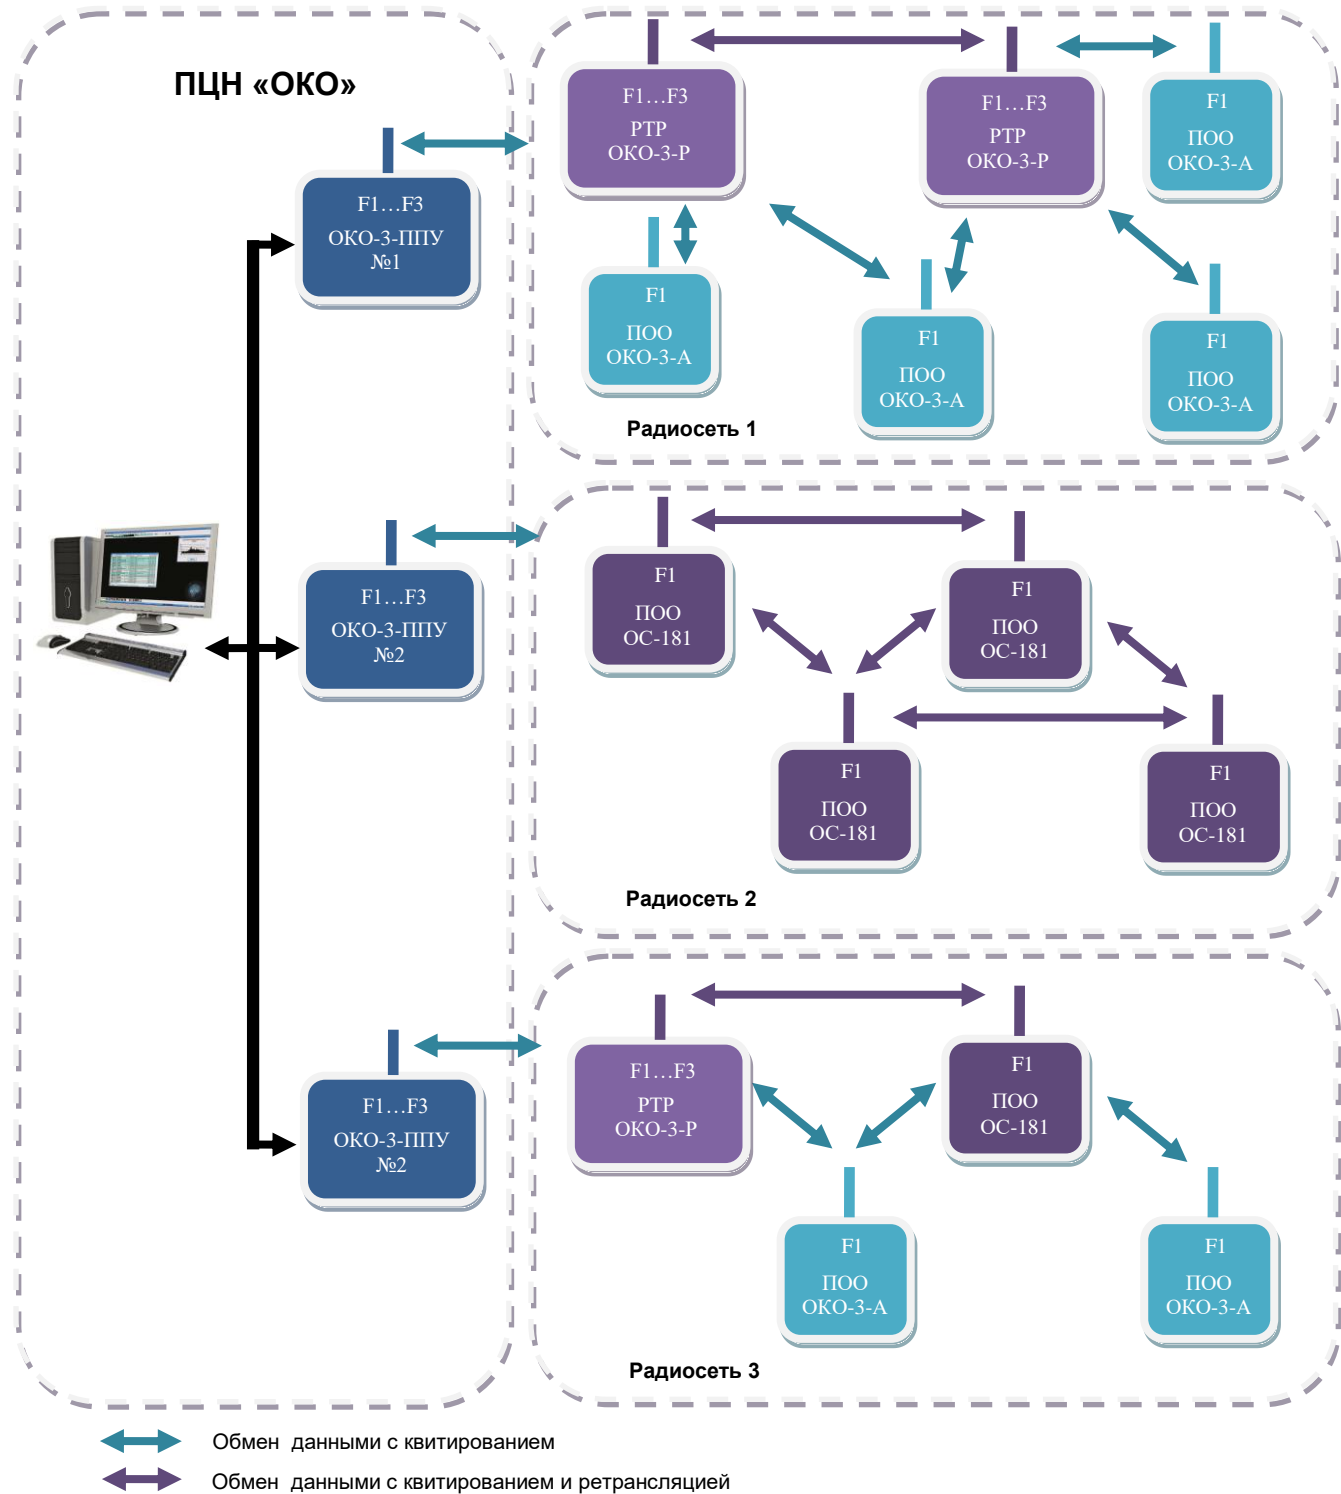 ПЦН «ОКО»
F1…F3
ОКО-3-ППУ
№1
F1…F3
ОКО-3-ППУ
№2
F1…F3
ОКО-3-ППУ
№2
F1…F3
РТР
ОКО-3-Р
F1…F3
РТР
ОКО-3-Р
F1
ПОО
ОКО-3-А
F1
ПОО
ОКО-3-А
F1
ПОО
ОКО-3-А
F1
ПОО
ОКО-3-А
Радиосеть 1
F1
ПОО
ОС-181
F1
ПОО
ОС-181
F1
ПОО
ОС-181
F1
ПОО
ОС-181
Радиосеть 2
F1…F3
РТР
ОКО-3-Р
F1
ПОО
ОС-181
F1
ПОО
ОКО-3-А
F1
ПОО
ОКО-3-А
Радиосеть 3
Обмен данными с квитированием
Обмен данными с квитированием и ретрансляцией